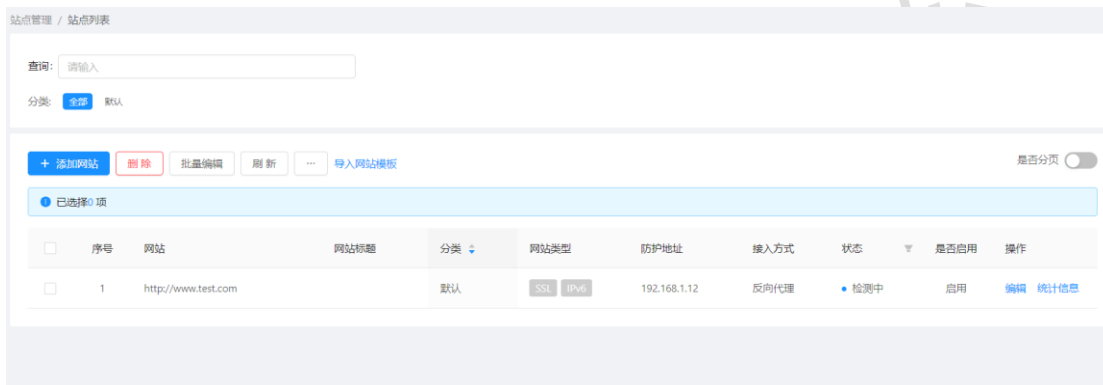 站点管理 / 站点列表
查询: 请输入
分类: 全部 默认
+ 添加网站 删 除 批量编辑 刷 新 ··· 导入网站模板 是否分页
已选择0 项
序号 网站 网站标题 分类 网站类型 防护地址 接入方式 状态 是否启用 操作
1 http://www.test.com 默认 SSL IPv6 192.168.1.12 反向代理 检测中 启用 编辑 统计信息